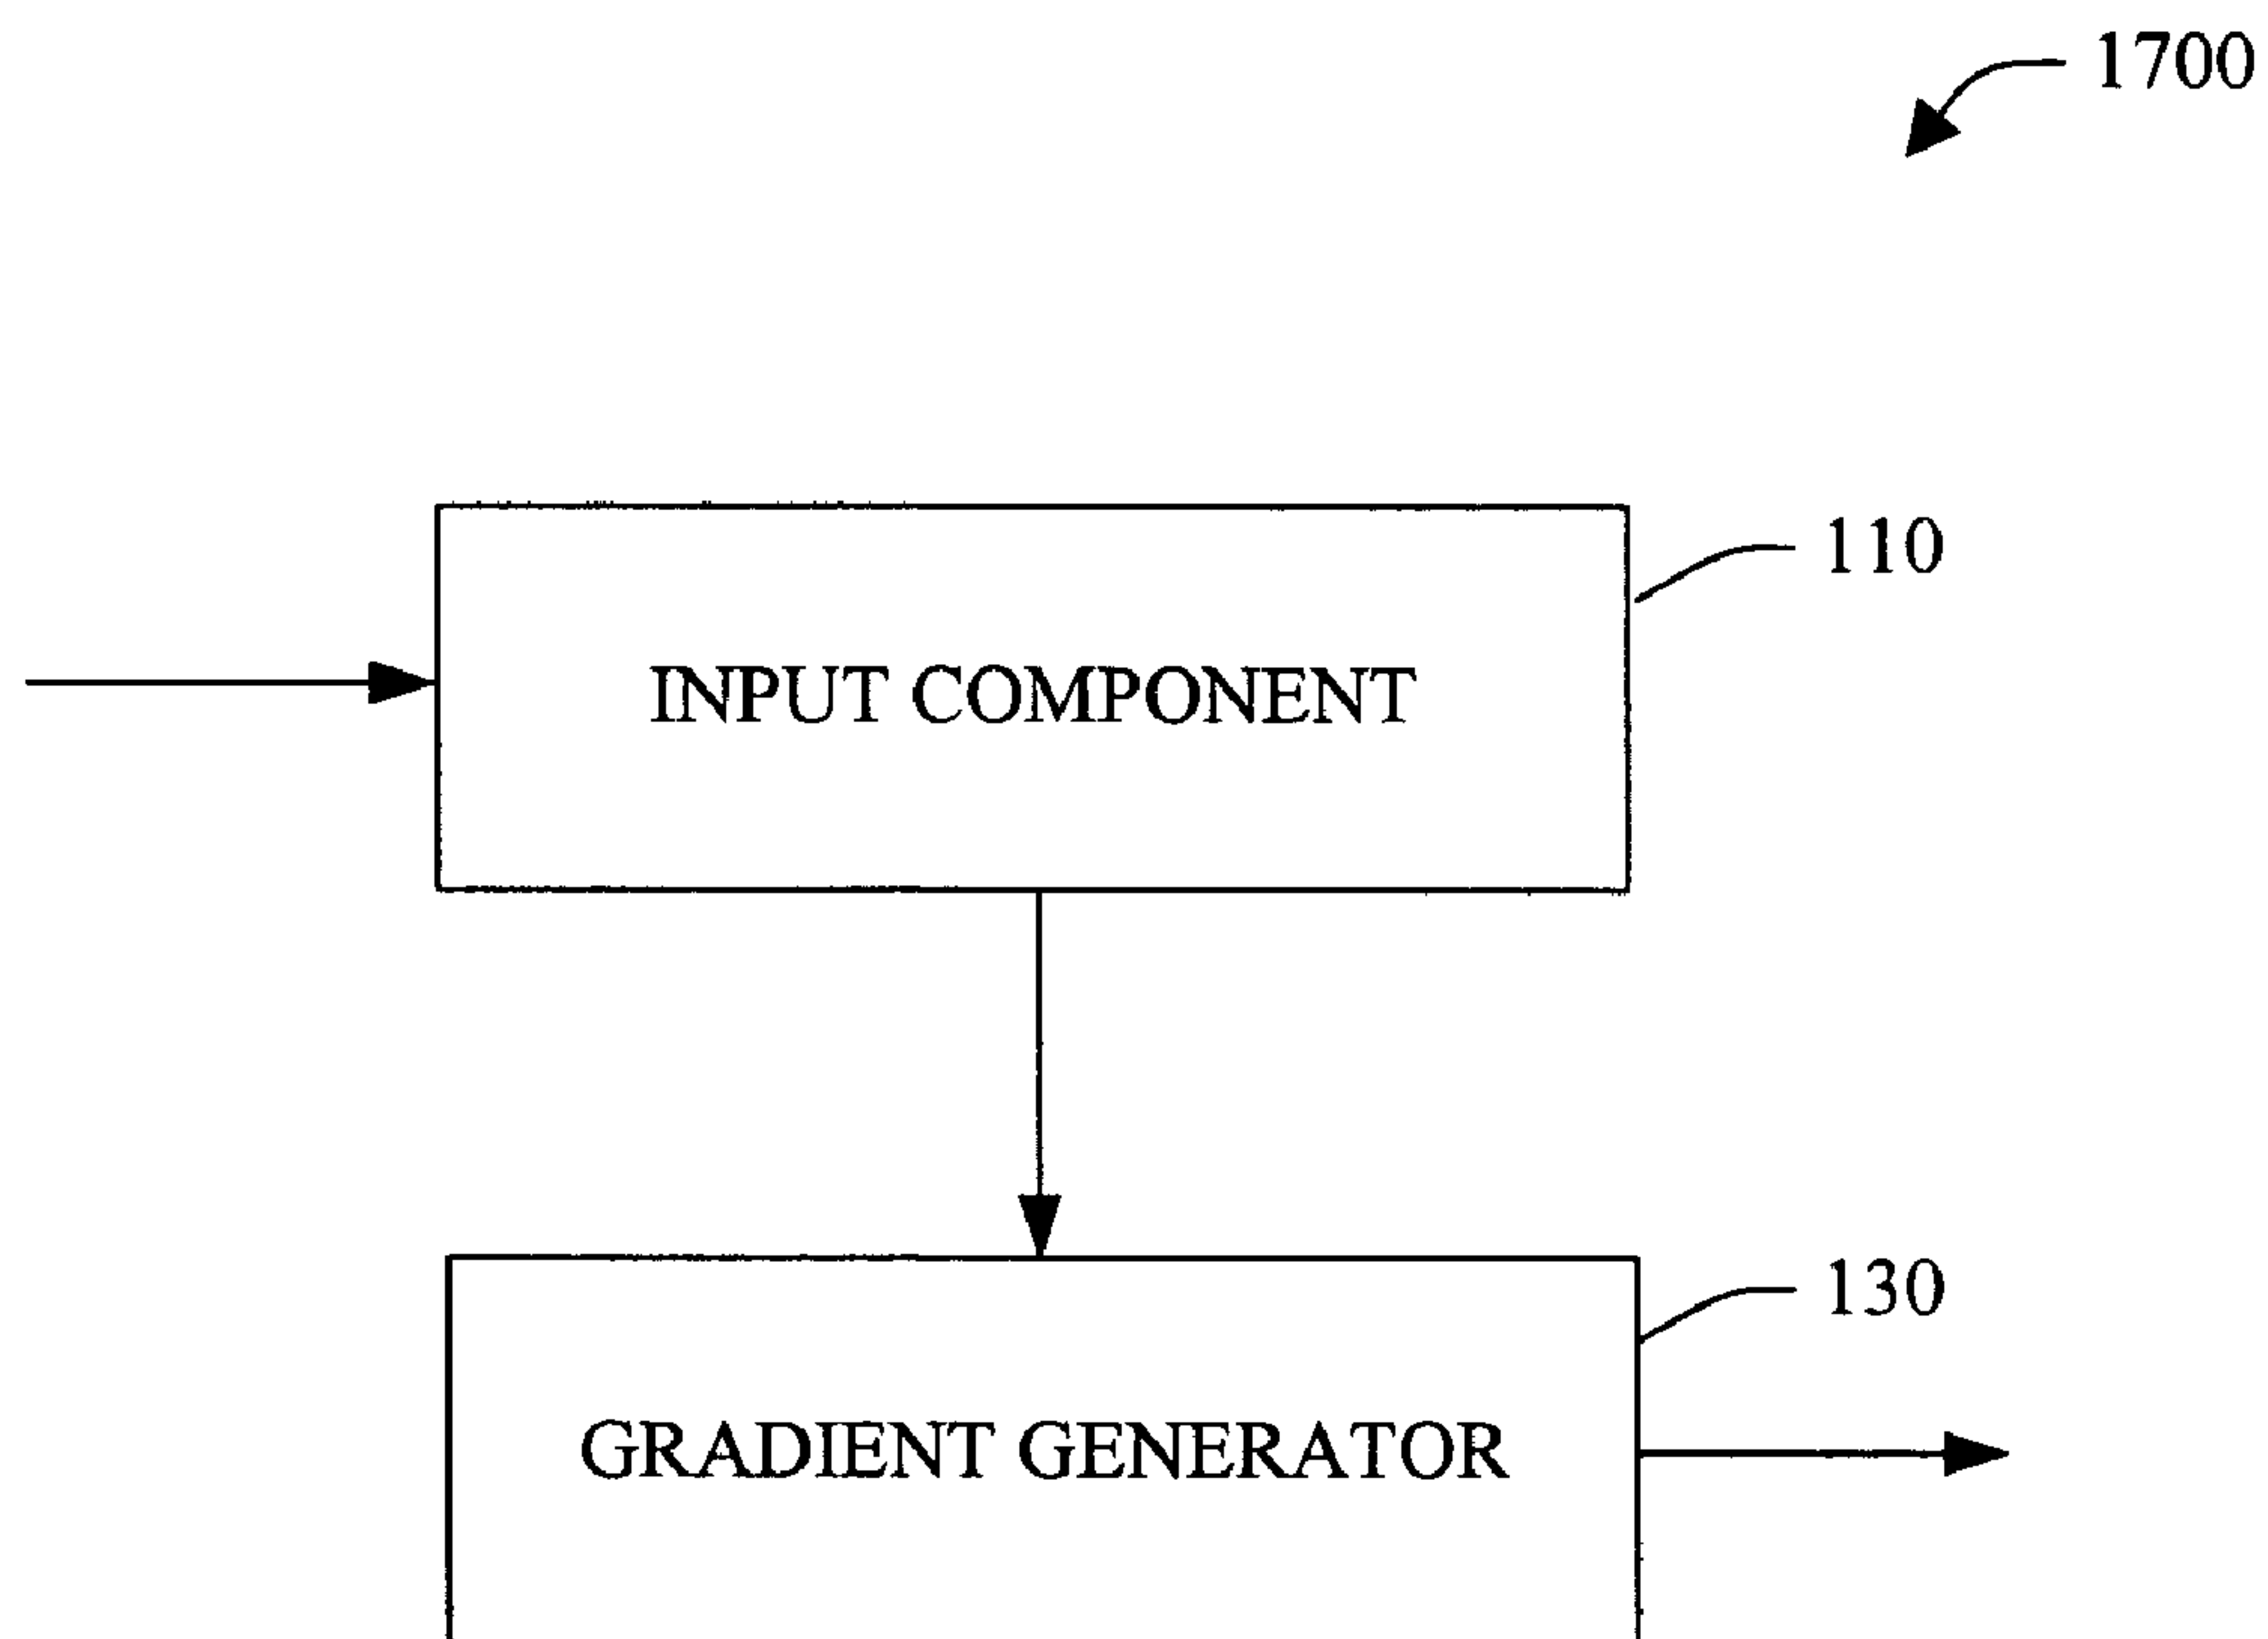 1700
110
INPUT COMPONENT
130
GRADIENT GENERATOR